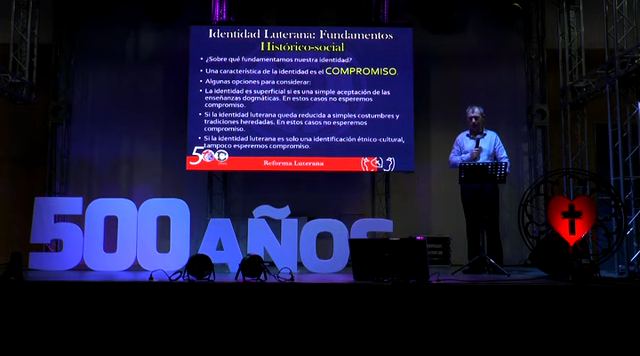 Identidad Luterana: Fundamentos
Histórico-social
• ¿Sobre qué fundamentamos nuestra identidad?
• Una característica de la identidad es el COMPROMISO.
• Algunas opciones para considerar:
• La identidad es superficial si es una simple aceptación de las
enseñanzas dogmáticas. En estos casos no esperemos
compromiso.
• Si la identidad luterana queda reducida a simples costumbres y
tradiciones heredadas. En estos casos no esperemos
compromiso.
• Si la identidad luterana es solo una identificación étnico-cultural,
tampoco esperemos compromiso.
500
Reforma Luterana
500 AÑOS